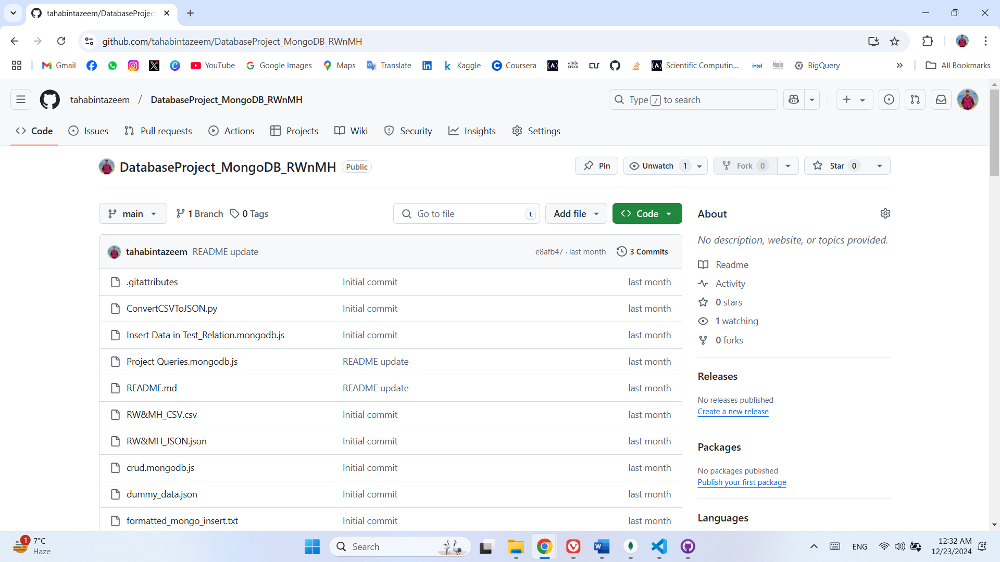 tahabintazeem/DatabaseProject
github.com/tahabintazeem/DatabaseProject_MongoDB_RWnMH
Gmail YouTube Google Images Maps Translate Kaggle Coursera Scientific Computin... intel BigQuery All Bookmarks
tahabintazeem / DatabaseProject_MongoDB_RWnMH Type / to search
Code Issues Pull requests Actions Projects Wiki Security Insights Settings
DatabaseProject_MongoDB_RWnMH Public Pin Unwatch 1 Fork 0 Star 0
main 1 Branch 0 Tags Go to file t Add file Code About
No description, website, or topics provided.
tahabintazeem README update e8afb47 · last month 3 Commits
Readme
.gitattributes Initial commit last month
Activity
0 stars
ConvertCSVToJSON.py Initial commit last month
1 watching
Insert Data in Test_Relation.mongodb.js Initial commit last month
0 forks
Project Queries.mongodb.js README update last month
Releases
README.md README update last month
No releases published
Create a new release
RW&MH_CSV.csv Initial commit last month
RW&MH_JSON.json Initial commit last month
Packages
crud.mongodb.js Initial commit last month
No packages published
Publish your first package
dummy_data.json Initial commit last month
Languages
formatted_mongo_insert.txt Initial commit last month
1 7°C
Haze
Search
ENG
12:32 AM
12/23/2024